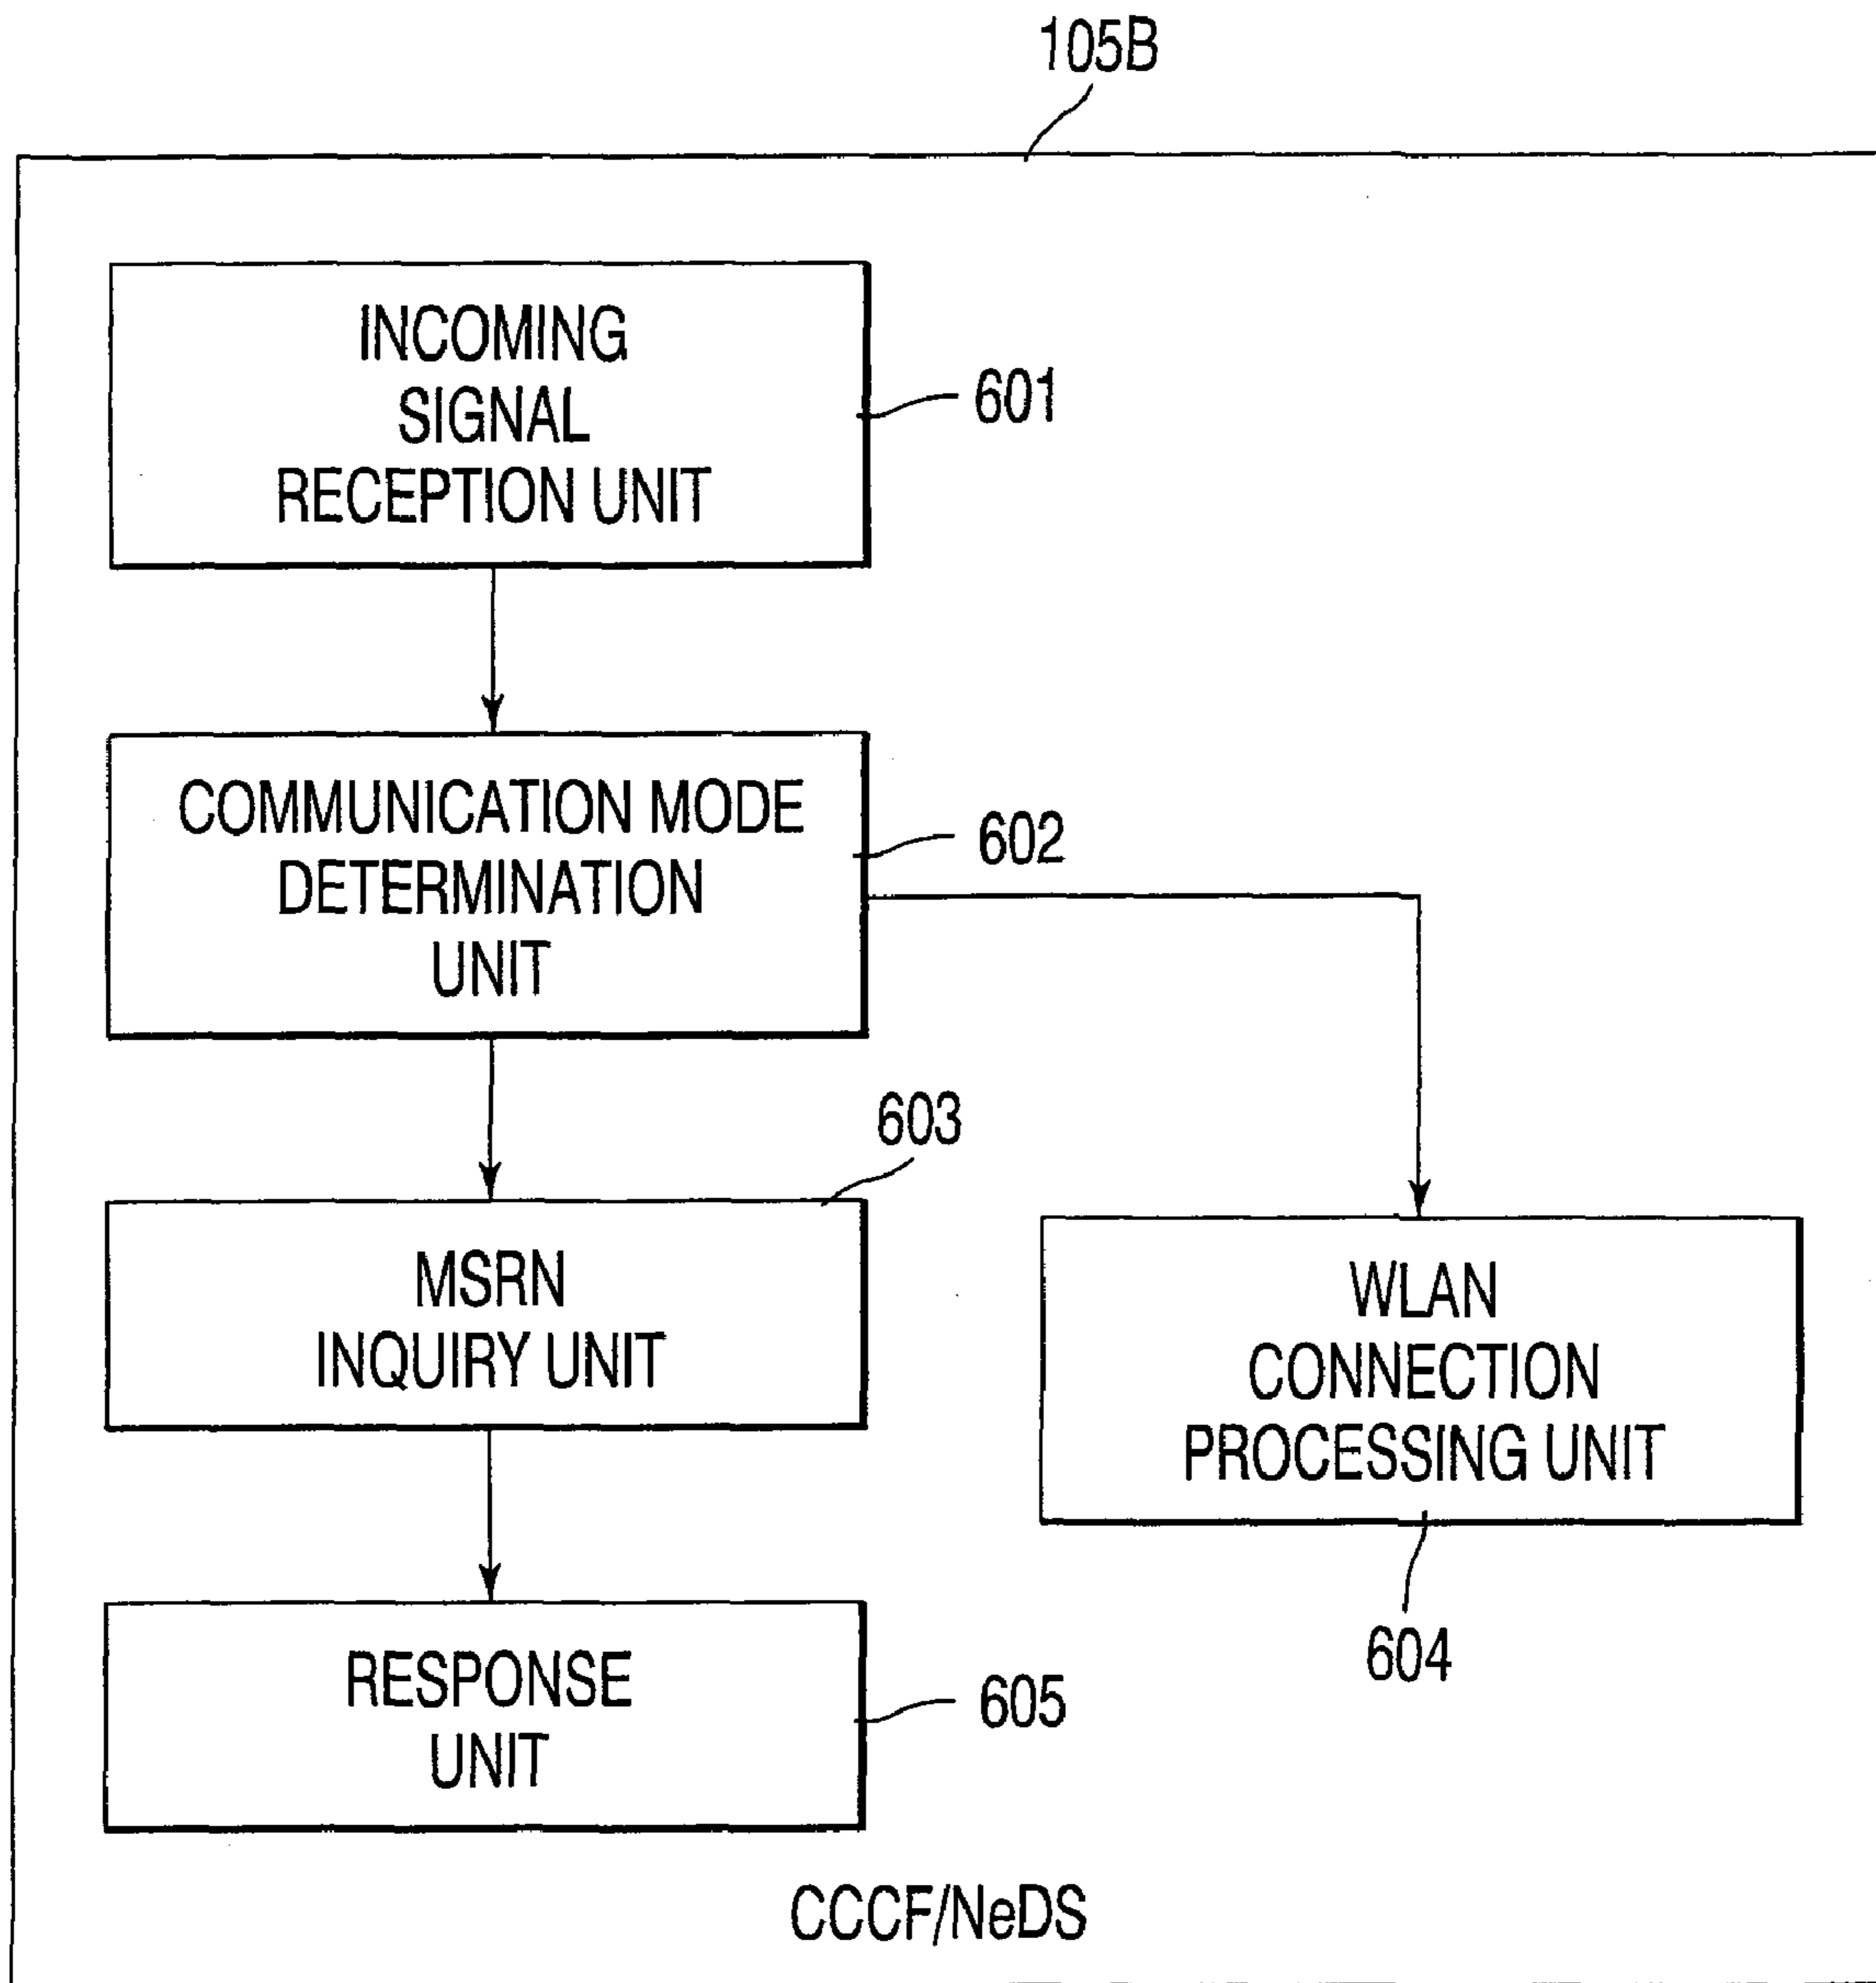 105B
INCOMING
SIGNAL
RECEPTION UNIT
601
COMMUNICATION MODE
DETERMINATION
UNIT
602
603
MSRN
INQUIRY UNIT
WLAN
CONNECTION
PROCESSING UNIT
604
RESPONSE
UNIT
605
CCCF/NeDS